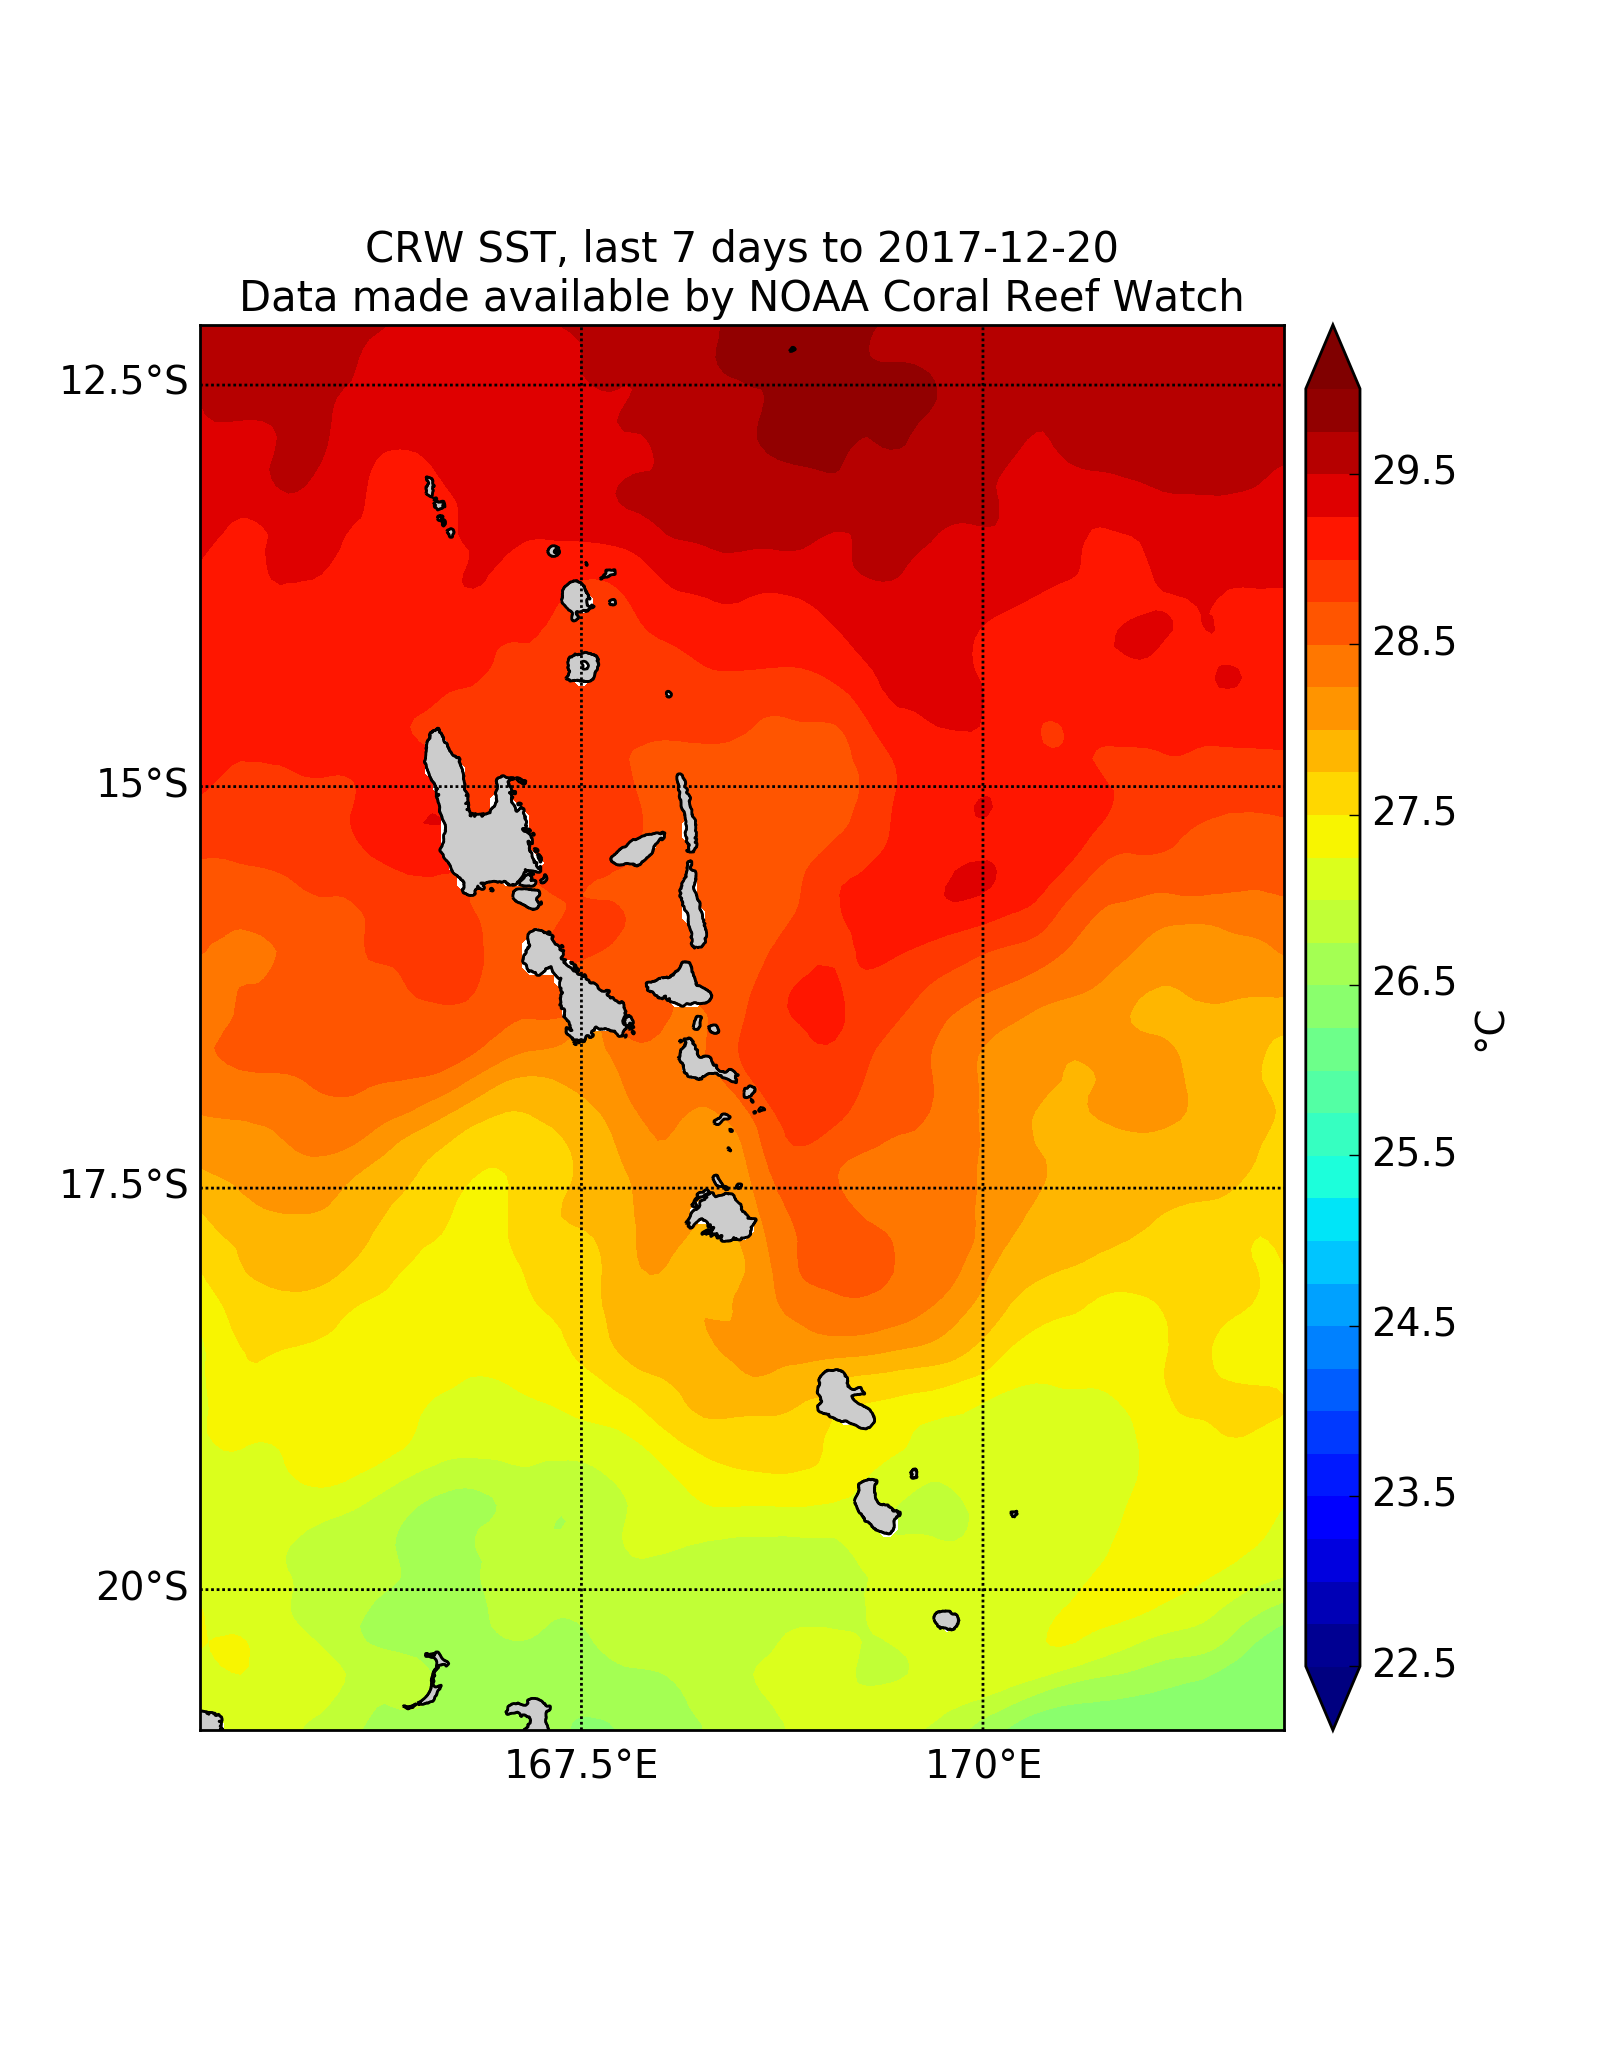 CRW SST, last 7 days to 2017-12-20
Data made available by NOAA Coral Reef Watch
12.5°S
15°S
17.5°S
20°S
167.5°E
170°E
29.5
28.5
27.5
26.5
25.5
24.5
23.5
22.5
°C